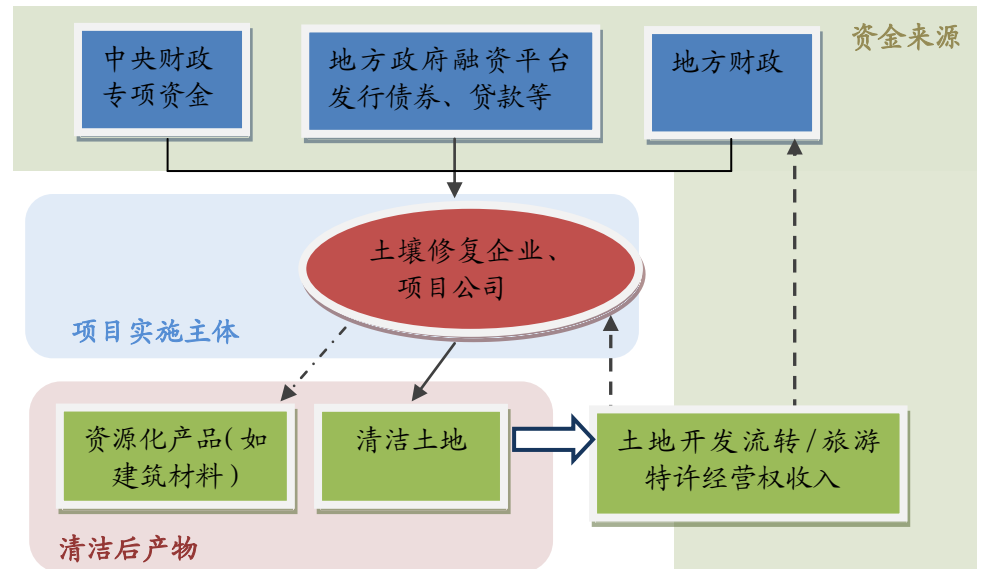 资金来源
中央财政
专项资金
地方政府融资平台
发行债券、贷款等
地方财政
土壤修复企业、
项目公司
项目实施主体
资源化产品(如
建筑材料)
清洁土地
土地开发流转/旅游
特许经营权收入
清洁后产物